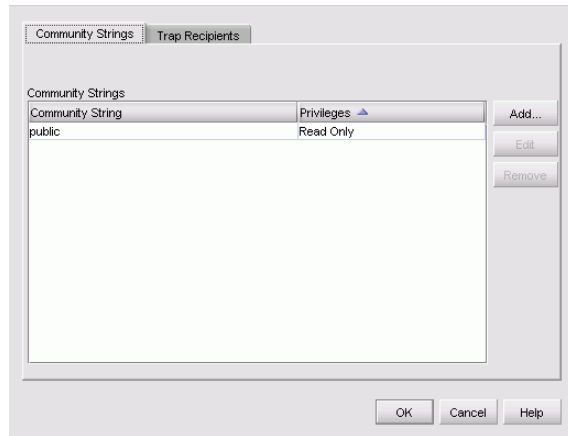 Community Strings Trap Recipients
Community Strings
Community String Privileges
public Read Only
Add...
Edit
Remove
OK Cancel Help